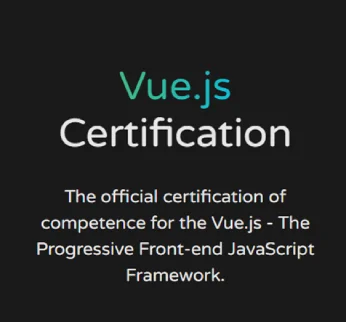 Vue.js
Certification
The official certification of
competence for the Vue.js - The
Progressive Front-end JavaScript
Framework.